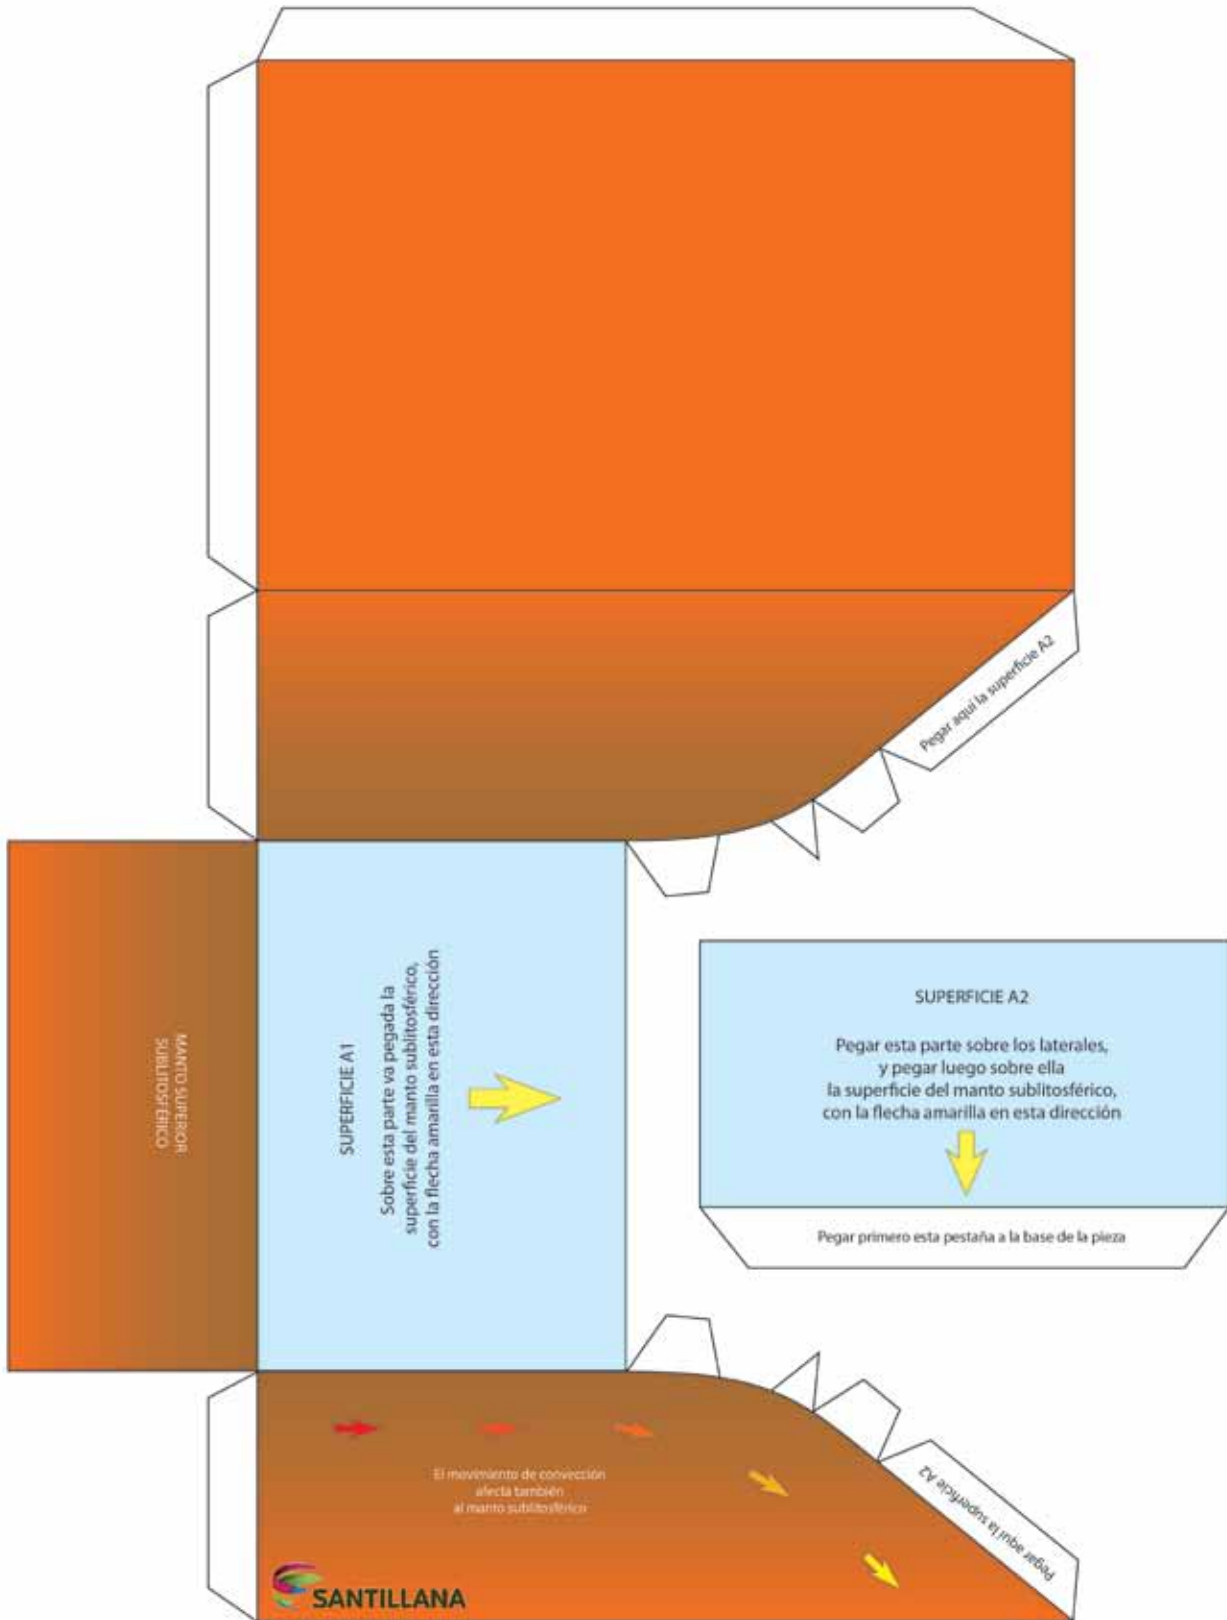 Pegar aquí la superficie A2
MANTO SUPERIOR
SUBLITOSFÉRICO
SUPERFICIE A1
Sobre esta parte va pegada la
superficie del manto sublitosférico,
con la flecha amarilla en esta dirección
SUPERFICIE A2
Pegar esta parte sobre los laterales,
y pegar luego sobre ella
la superficie del manto sublitosférico,
con la flecha amarilla en esta dirección
Pegar primero esta pestaña a la base de la pieza
El movimiento de convección
afecta también
al manto sublitosférico
Pegar aquí la superficie A2
SANTILLANA